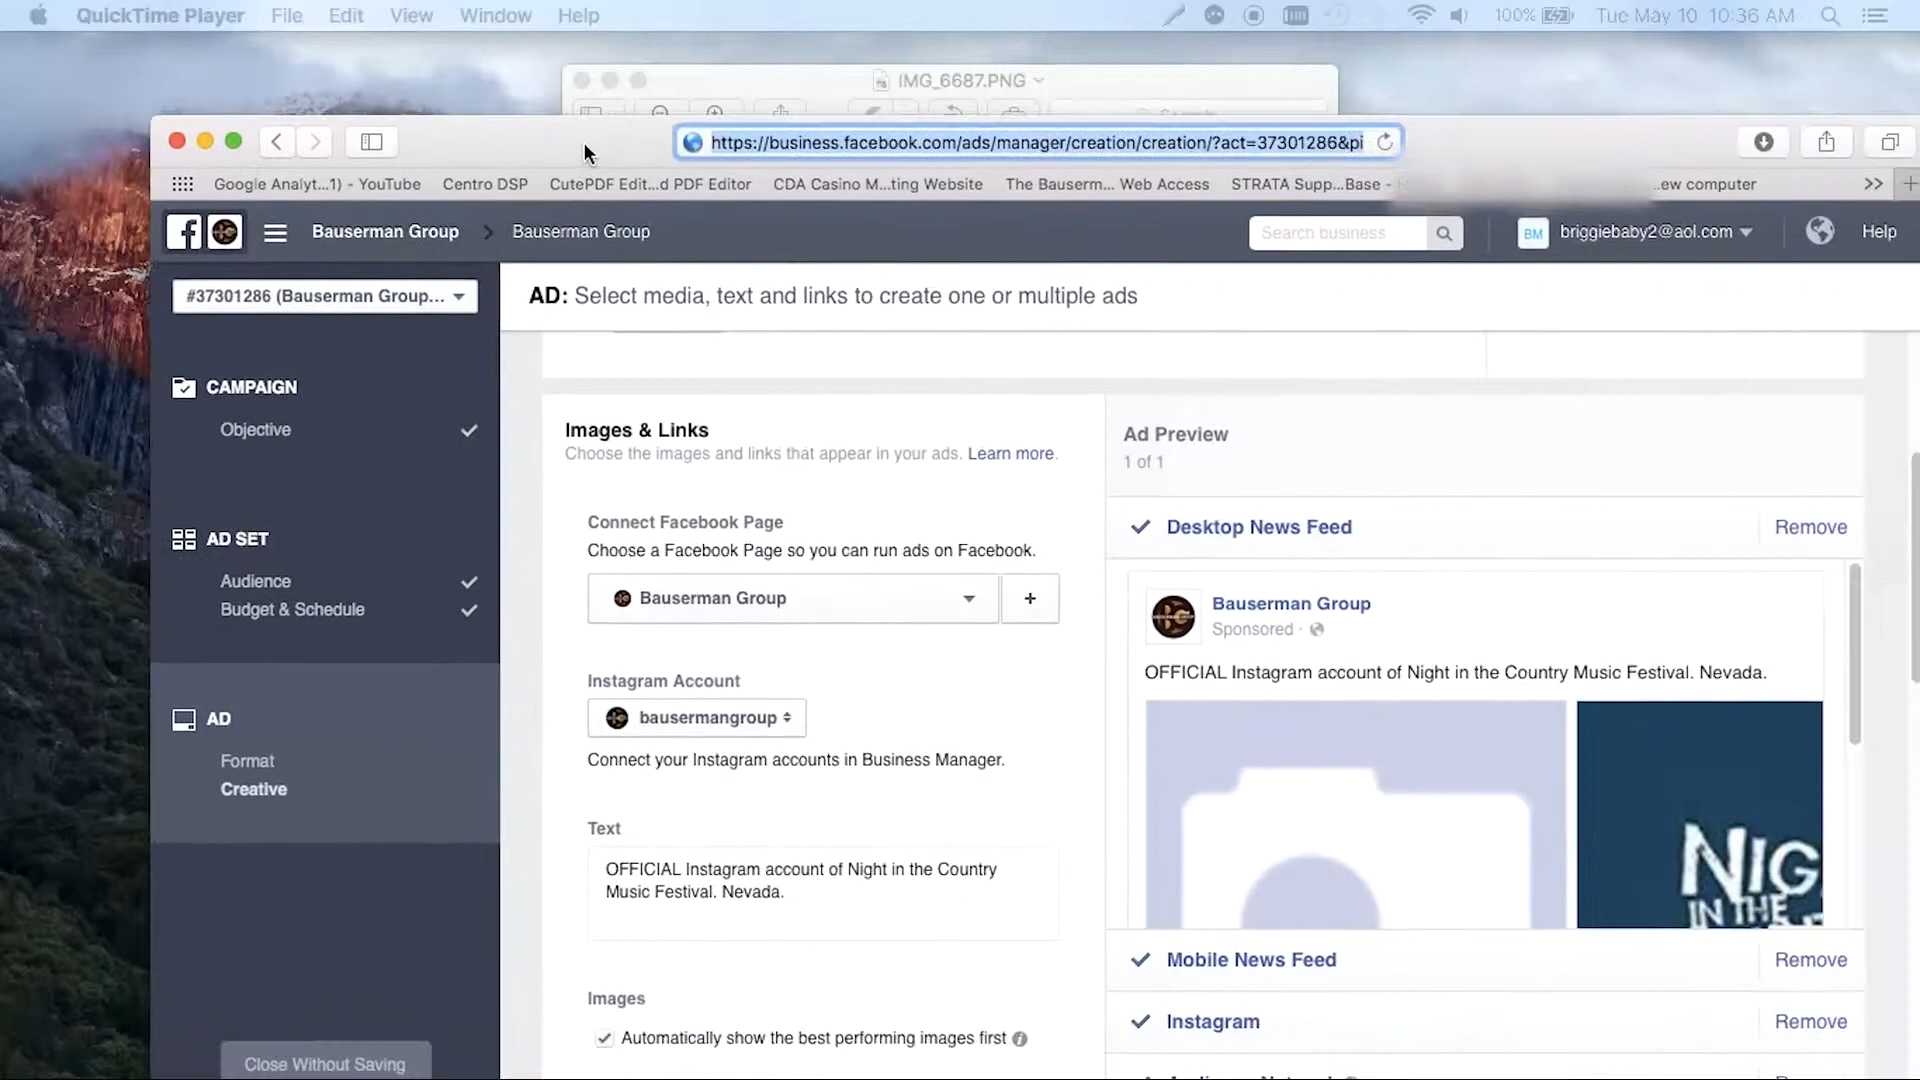 QuickTime Player File Edit View Window Help 100% Tue May 10 10:36 AM
IMG_6687.PNG
https://business.facebook.com/ads/manager/creation/creation/?act=37301286&pi
Google Analyt...1) - YouTube Centro DSP CutePDF Edit...d PDF Editor CDA Casino M...ting Website The Bauserm... Web Access STRATA Supp...Base - ..ew computer >>
Bauserman Group > Bauserman Group Search business BM briggiebaby2@aol.com Help
#37301286 (Bauserman Group...
AD: Select media, text and links to create one or multiple ads
CAMPAIGN
Objective
AD SET
Audience
Budget & Schedule
AD
Format
Creative
Close Without Saving
Images & Links
Choose the images and links that appear in your ads. Learn more.
Connect Facebook Page
Choose a Facebook Page so you can run ads on Facebook.
Bauserman Group +
Instagram Account
bausermangroup
Connect your Instagram accounts in Business Manager.
Text
OFFICIAL Instagram account of Night in the Country
Music Festival. Nevada.
Images
Automatically show the best performing images first
Ad Preview
1 of 1
Desktop News Feed Remove
Bauserman Group
Sponsored ·
OFFICIAL Instagram account of Night in the Country Music Festival. Nevada.
NIG
IN THE
Mobile News Feed Remove
Instagram Remove